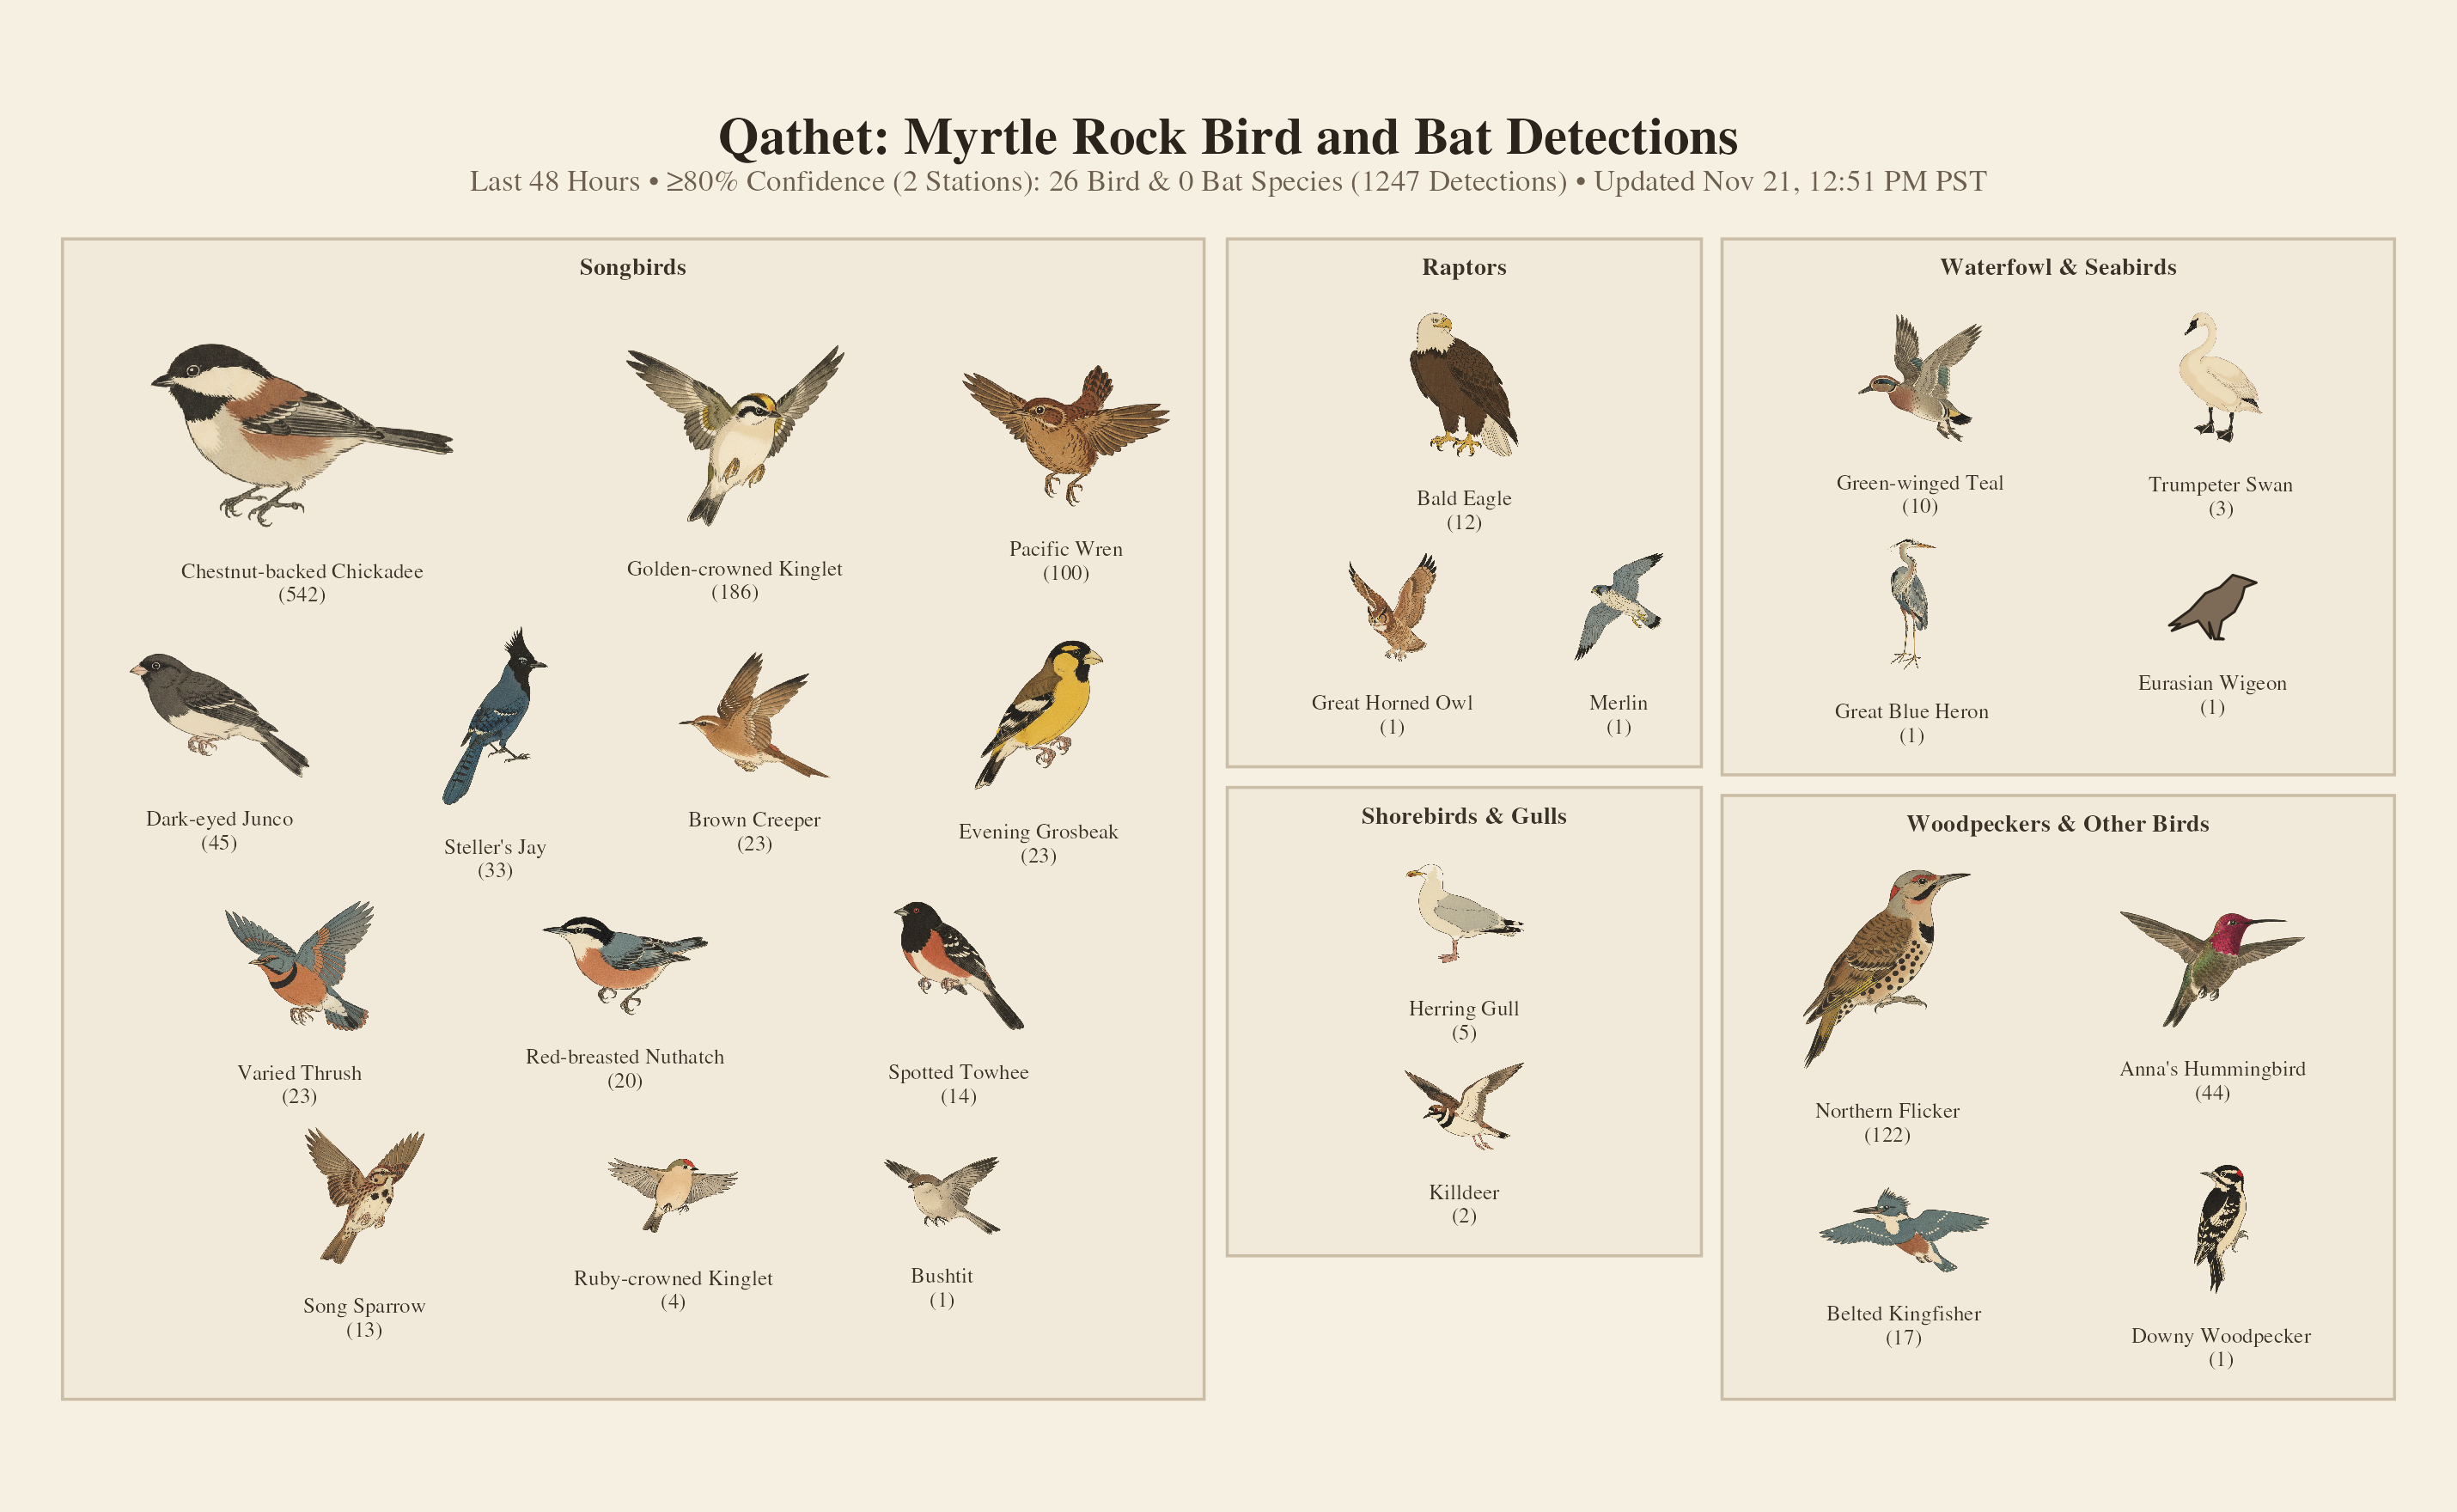 Qathet: Myrtle Rock Bird and Bat Detections
Last 48 Hours • ≥80% Confidence (2 Stations): 26 Bird & 0 Bat Species (1247 Detections) • Updated Nov 21, 12:51 PM PST
Songbirds
Chestnut-backed Chickadee
(542)
Golden-crowned Kinglet
(186)
Pacific Wren
(100)
Dark-eyed Junco
(45)
Steller's Jay
(33)
Brown Creeper
(23)
Evening Grosbeak
(23)
Varied Thrush
(23)
Red-breasted Nuthatch
(20)
Spotted Towhee
(14)
Song Sparrow
(13)
Ruby-crowned Kinglet
(4)
Bushtit
(1)
Raptors
Bald Eagle
(12)
Great Horned Owl
(1)
Merlin
(1)
Shorebirds & Gulls
Herring Gull
(5)
Killdeer
(2)
Waterfowl & Seabirds
Green-winged Teal
(10)
Trumpeter Swan
(3)
Great Blue Heron
(1)
Eurasian Wigeon
(1)
Woodpeckers & Other Birds
Northern Flicker
(122)
Anna's Hummingbird
(44)
Belted Kingfisher
(17)
Downy Woodpecker
(1)